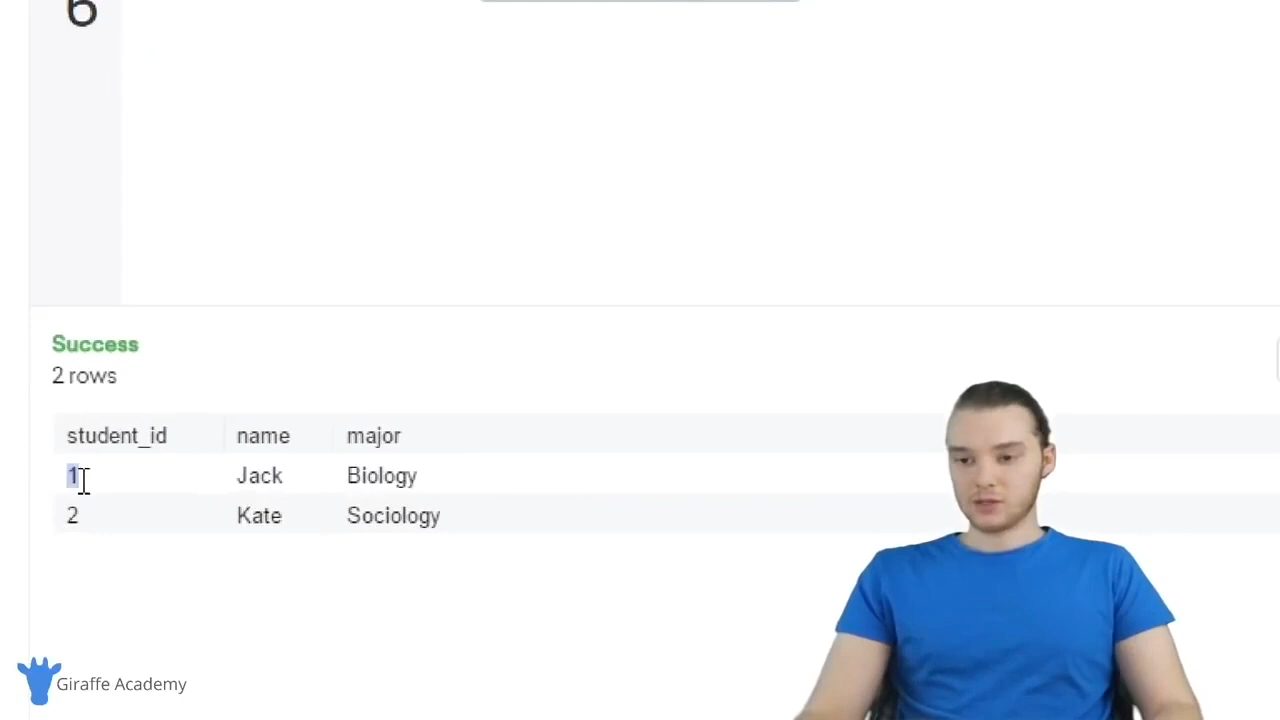 6
Success
2 rows
student_id name major
1 Jack Biology
2 Kate Sociology
Giraffe Academy